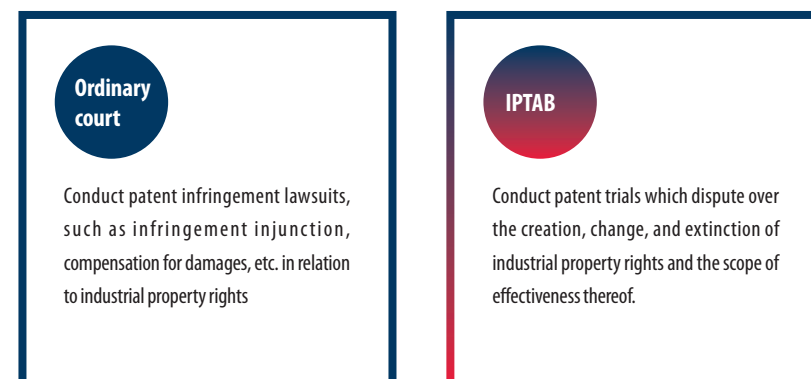 Ordinary
court
Conduct patent infringement lawsuits,
such as infringement injunction,
compensation for damages, etc. in relation
to industrial property rights
IPTAB
Conduct patent trials which dispute over
the creation, change, and extinction of
industrial property rights and the scope of
effectiveness thereof.